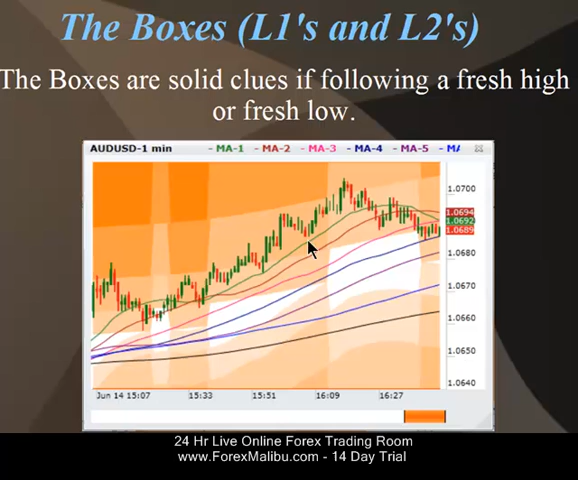 The Boxes (L1's and L2's)
The Boxes are solid clues if following a fresh high
or fresh low.
AUDUSD-1 min - MA-1 - MA-2 - MA-3 - MA-4 - MA-5 - MA
1.0700
1.0694
1.0692
1.0689
1.0680
1.0670
1.0660
1.0650
1.0640
Jun 14 15:07 15:33 15:51 16:09 16:27
24 Hr Live Online Forex Trading Room
www.ForexMalibu.com - 14 Day Trial